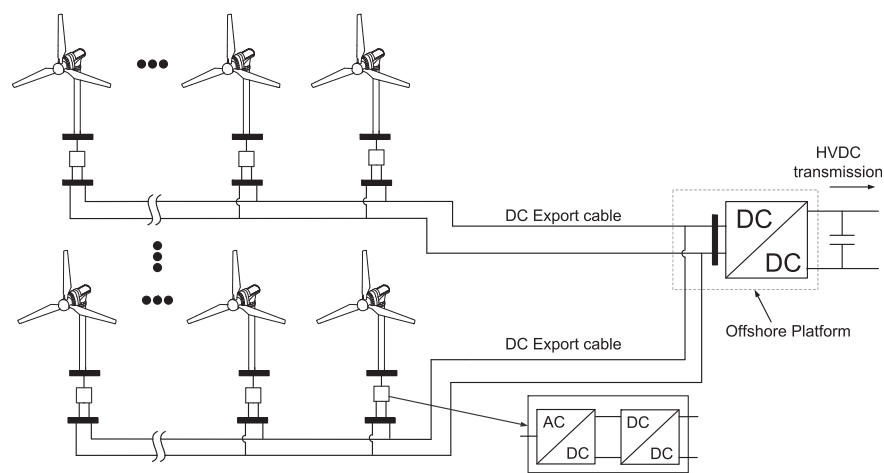 HVDC
transmission
DC Export cable
DC
DC
Offshore Platform
DC Export cable
AC
DC
DC
DC